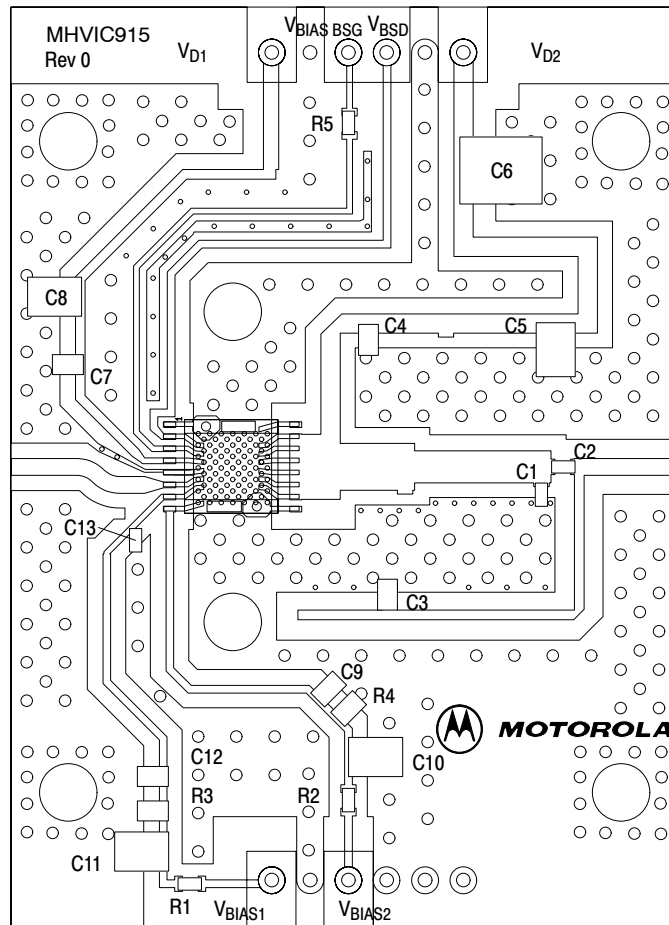 MHVIC915
Rev 0
VD1
VBIAS BSG
VBSD
VD2
R5
C6
C8
C7
C4
C5
1
C2
C1
C13
C3
C9
R4
C12
C10
R3
R2
C11
R1
VBIAS1
VBIAS2
MOTOROLA